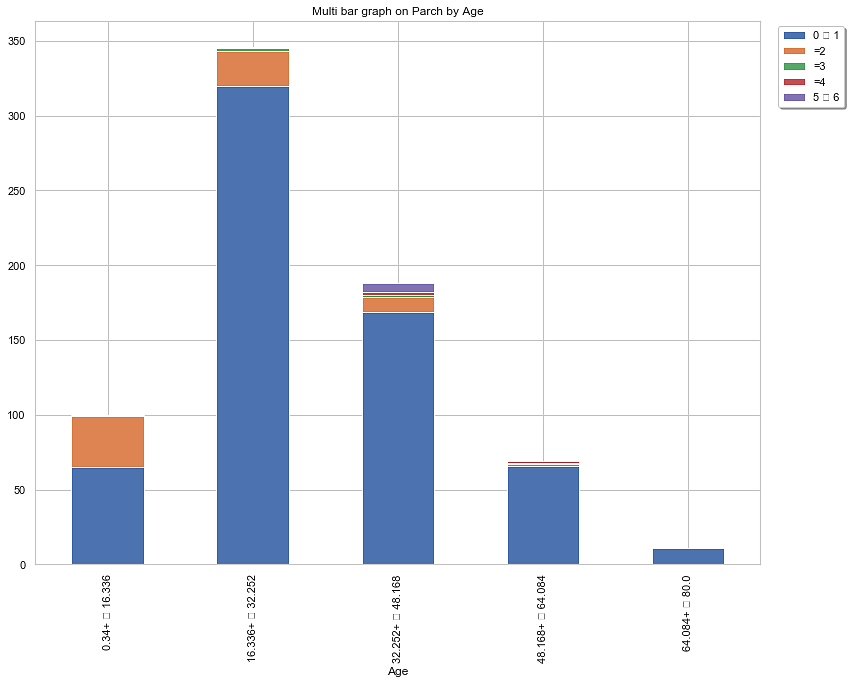 Multi bar graph on Parch by Age
350
300
250
200
150
100
50
0
0 □ 1
=2
=3
=4
5 □ 6
0.34+ □ 16.336
16.336+ □ 32.252
32.252+ □ 48.168
48.168+ □ 64.084
64.084+ □ 80.0
Age